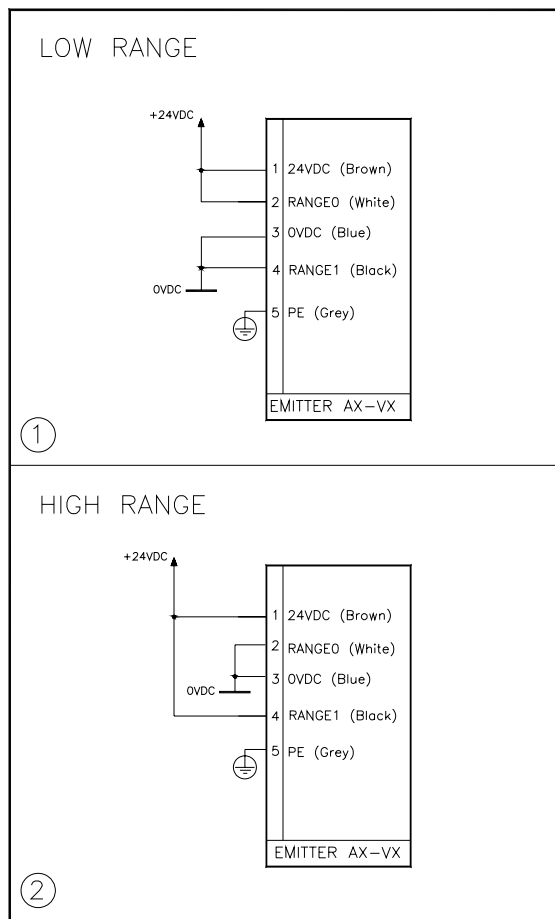 LOW RANGE
+24VDC
1 24VDC (Brown)
2 RANGE0 (White)
3 0VDC (Blue)
4 RANGE1 (Black)
0VDC
5 PE (Grey)
EMITTER AX-VX
1
HIGH RANGE
+24VDC
1 24VDC (Brown)
2 RANGE0 (White)
3 0VDC (Blue)
0VDC
4 RANGE1 (Black)
5 PE (Grey)
EMITTER AX-VX
2